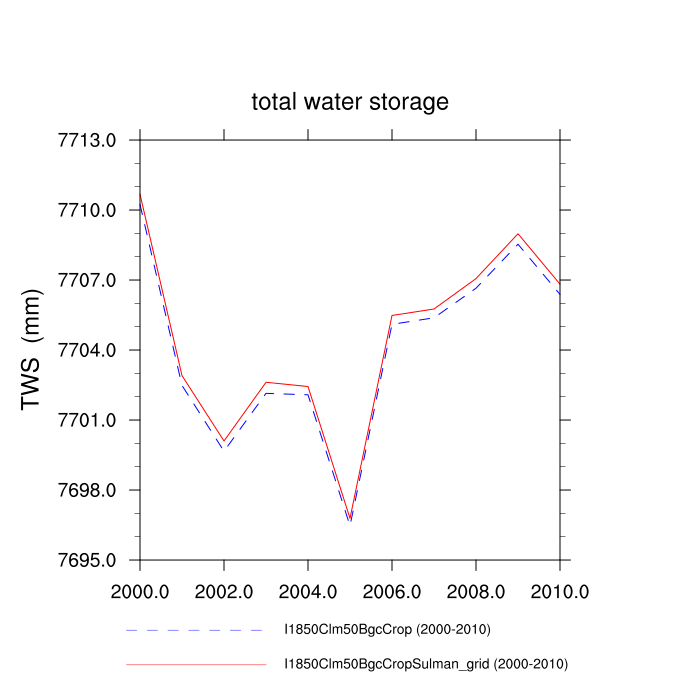 total water storage
7713.0
7710.0
7707.0
7704.0
7701.0
7698.0
7695.0
TWS (mm)
2000.0 2002.0 2004.0 2006.0 2008.0 2010.0
I1850Clm50BgcCrop (2000-2010)
I1850Clm50BgcCropSulman_grid (2000-2010)